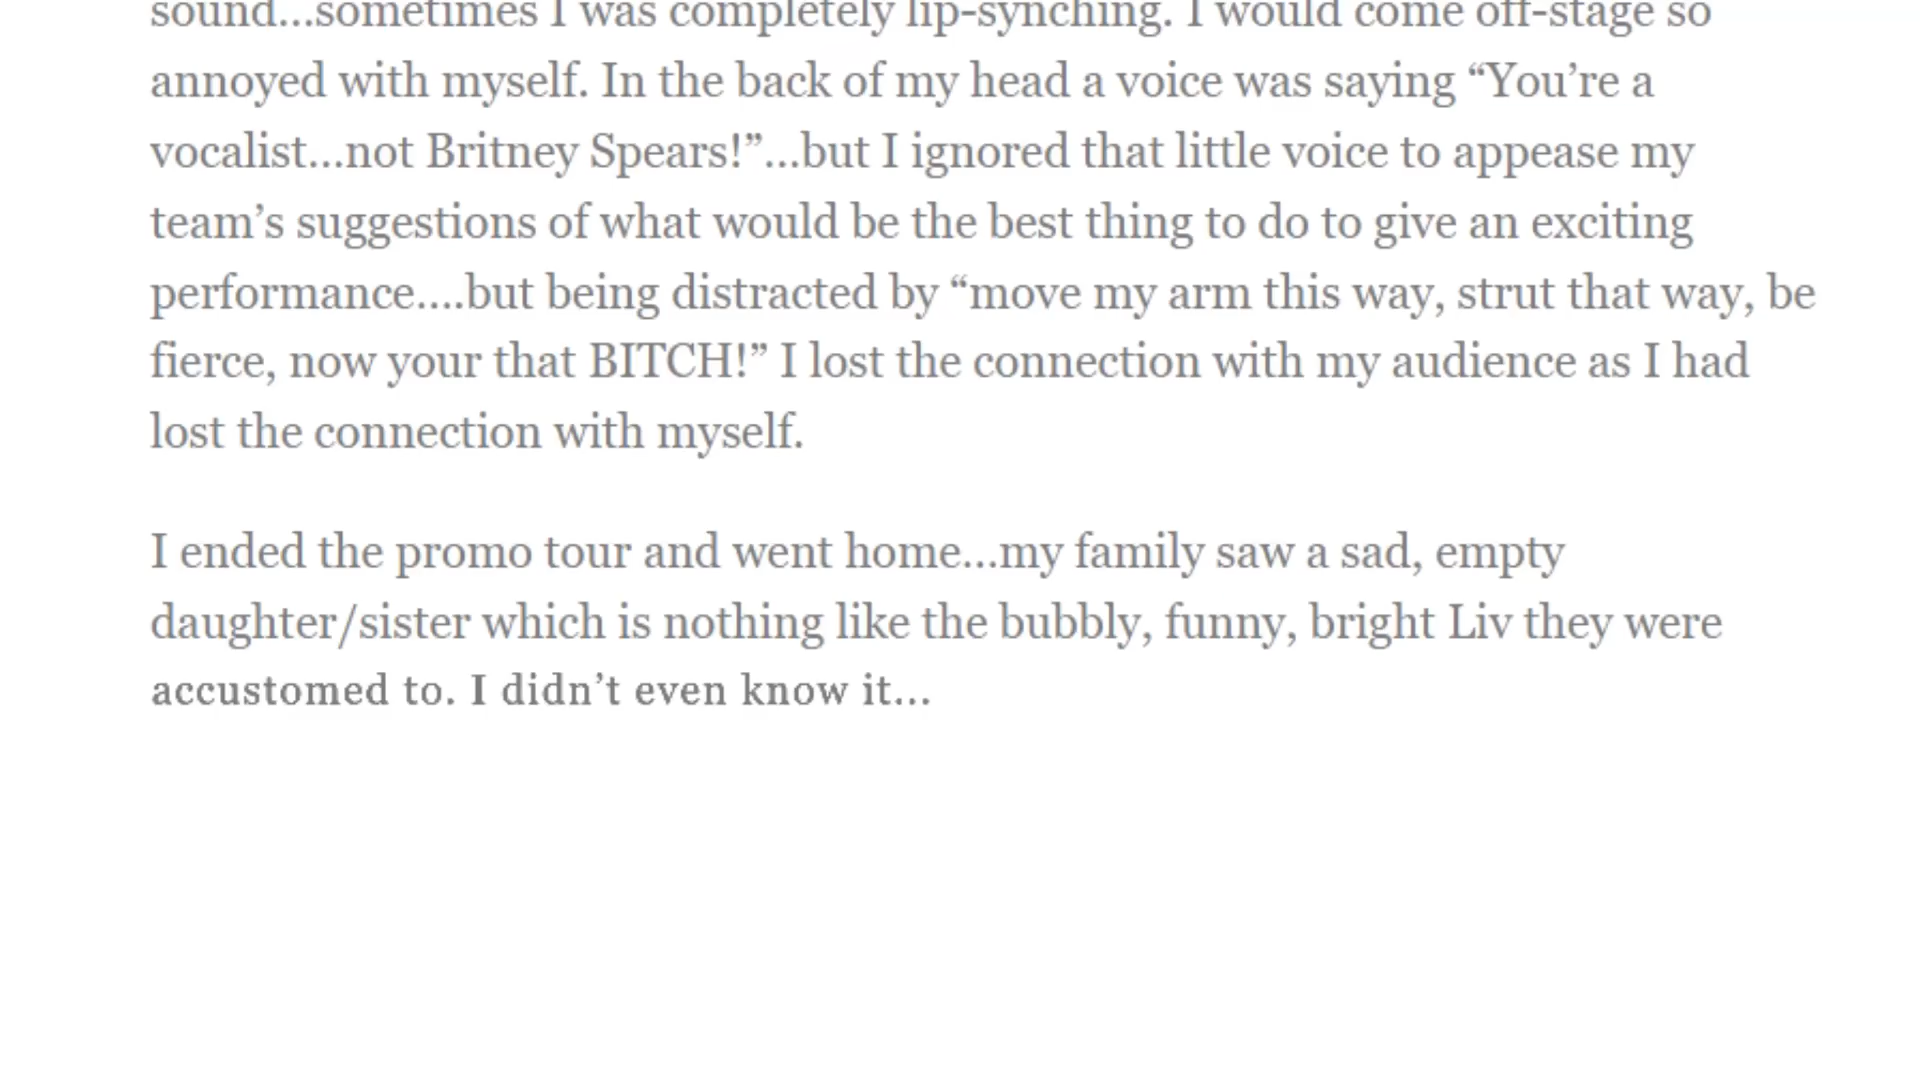 sound...sometimes I was completely lip-synching. I would come off-stage so
annoyed with myself. In the back of my head a voice was saying “You’re a
vocalist...not Britney Spears!”...but I ignored that little voice to appease my
team’s suggestions of what would be the best thing to do to give an exciting
performance....but being distracted by “move my arm this way, strut that way, be
fierce, now your that BITCH!” I lost the connection with my audience as I had
lost the connection with myself.
I ended the promo tour and went home...my family saw a sad, empty
daughter/sister which is nothing like the bubbly, funny, bright Liv they were
accustomed to. I didn’t even know it...